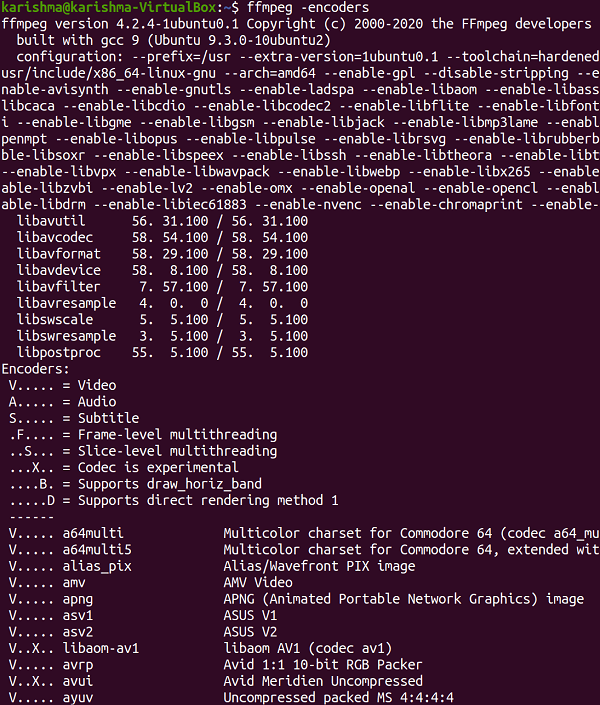 karishma@karishma-VirtualBox:~$ ffmpeg -encoders
ffmpeg version 4.2.4-1ubuntu0.1 Copyright (c) 2000-2020 the FFmpeg developers
  built with gcc 9 (Ubuntu 9.3.0-10ubuntu2)
  configuration: --prefix=/usr --extra-version=1ubuntu0.1 --toolchain=hardened
usr/include/x86_64-linux-gnu --arch=amd64 --enable-gpl --disable-stripping --e
nable-avisynth --enable-gnutls --enable-ladspa --enable-libaom --enable-libass
libcaca --enable-libcdio --enable-libcodec2 --enable-libflite --enable-libfont
i --enable-libgme --enable-libgsm --enable-libjack --enable-libmp3lame --enabl
penmpt --enable-libopus --enable-libpulse --enable-librsvg --enable-librubberb
ble-libsoxr --enable-libspeex --enable-libssh --enable-libtheora --enable-libt
--enable-libvpx --enable-libwavpack --enable-libwebp --enable-libx265 --enable
able-libzvbi --enable-lv2 --enable-omx --enable-openal --enable-opencl --enabl
able-libdrm --enable-libiec61883 --enable-nvenc --enable-chromaprint --enable-
  libavutil      56. 31.100 / 56. 31.100
  libavcodec     58. 54.100 / 58. 54.100
  libavformat    58. 29.100 / 58. 29.100
  libavdevice    58.  8.100 / 58.  8.100
  libavfilter     7. 57.100 /  7. 57.100
  libavresample   4.  0.  0 /  4.  0.  0
  libswscale      5.  5.100 /  5.  5.100
  libswresample   3.  5.100 /  3.  5.100
  libpostproc    55.  5.100 / 55.  5.100
Encoders:
 V..... = Video
 A..... = Audio
 S..... = Subtitle
 .F.... = Frame-level multithreading
 ..S... = Slice-level multithreading
 ...X.. = Codec is experimental
 ....B. = Supports draw_horiz_band
 .....D = Supports direct rendering method 1
 ------
 V..... a64multi             Multicolor charset for Commodore 64 (codec a64_mu
 V..... a64multi5            Multicolor charset for Commodore 64, extended wit
 V..... alias_pix            Alias/Wavefront PIX image
 V..... amv                  AMV Video
 V..... apng                 APNG (Animated Portable Network Graphics) image
 V..... asv1                 ASUS V1
 V..... asv2                 ASUS V2
 V..X.. libaom-av1           libaom AV1 (codec av1)
 V..... avrp                 Avid 1:1 10-bit RGB Packer
 V..X.. avui                 Avid Meridien Uncompressed
 V..... ayuv                 Uncompressed packed MS 4:4:4:4